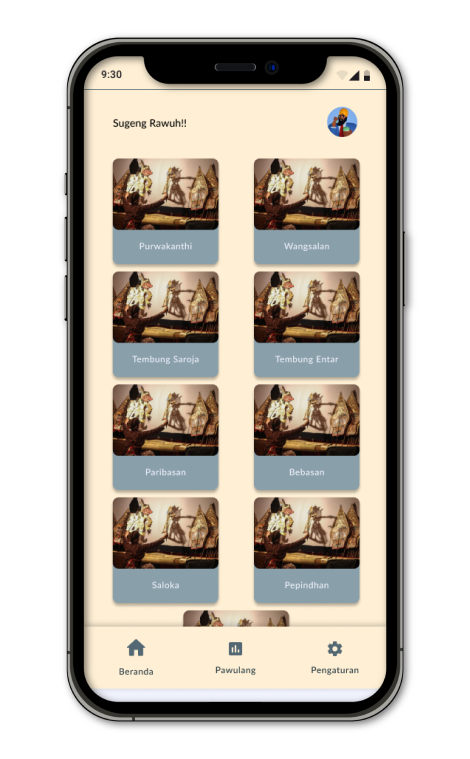 9:30
Sugeng Rawuh!!
Purwakanthi
Wangsalan
Tembung Saroja
Tembung Entar
Paribasan
Bebasan
Saloka
Pepindhan
Beranda
Pawulang
Pengaturan